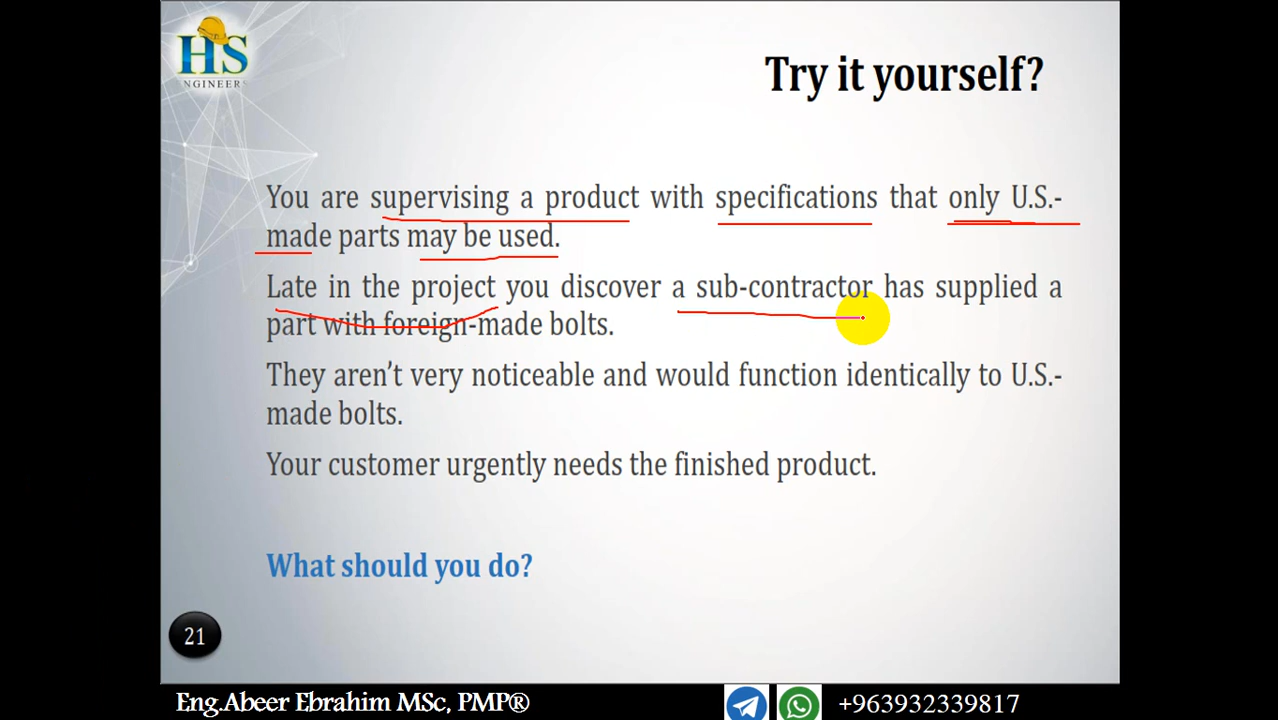 HS
ENGINEERS
Try it yourself?
You are supervising a product with specifications that only U.S.-
made parts may be used.
Late in the project you discover a sub-contractor has supplied a
part with foreign-made bolts.
They aren’t very noticeable and would function identically to U.S.-
made bolts.
Your customer urgently needs the finished product.
What should you do?
21
Eng.Abeer Ebrahim MSc, PMP®
+963932339817